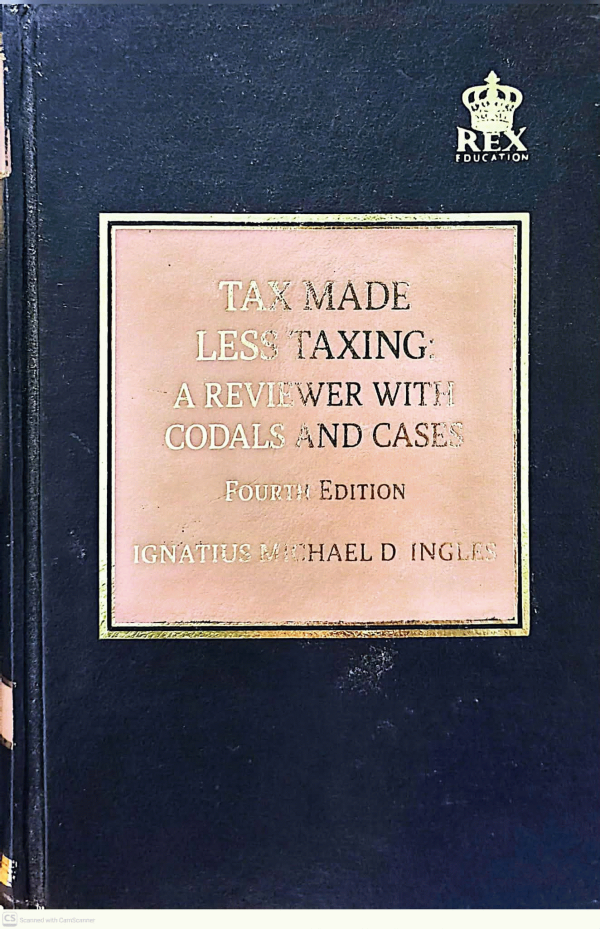 REX
EDUCATION
TAX MADE
LESS TAXING:
A REVIEWER WITH
CODALS AND CASES
FOURTH EDITION
IGNATIUS MICHAEL D. INGLES
CS Scanned with CamScanner